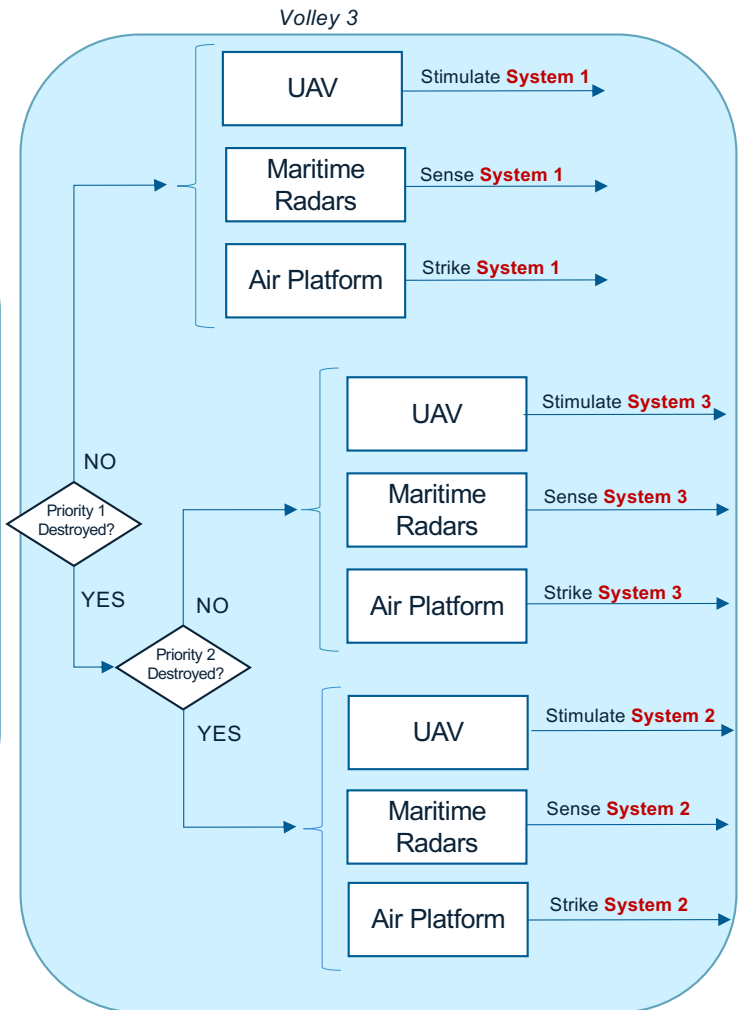 Volley 3
UAV
Stimulate System 1
Maritime
Radars
Sense System 1
Air Platform
Strike System 1
NO
Priority 1
Destroyed?
YES
UAV
Stimulate System 3
Maritime
Radars
Sense System 3
Air Platform
Strike System 3
NO
Priority 2
Destroyed?
YES
UAV
Stimulate System 2
Maritime
Radars
Sense System 2
Air Platform
Strike System 2